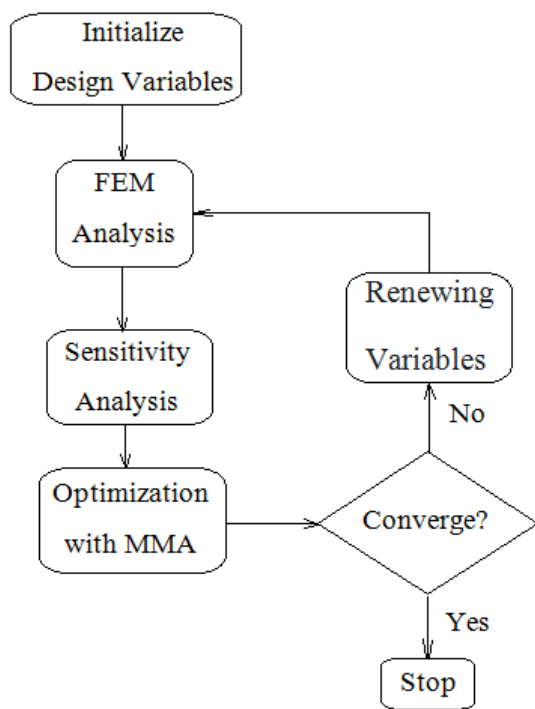 Initialize
Design Variables
FEM
Analysis
Sensitivity
Analysis
Optimization
with MMA
Converge?
No
Renewing
Variables
Yes
Stop